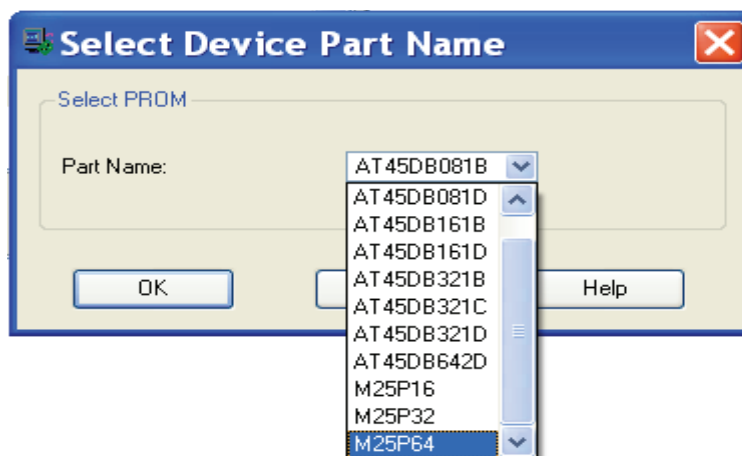 Select Device Part Name
Select PROM
Part Name: AT45DB081B
AT45DB081D
AT45DB161B
AT45DB161D
AT45DB321B
OK Help
AT45DB321C
AT45DB321D
AT45DB642D
M25P16
M25P32
M25P64